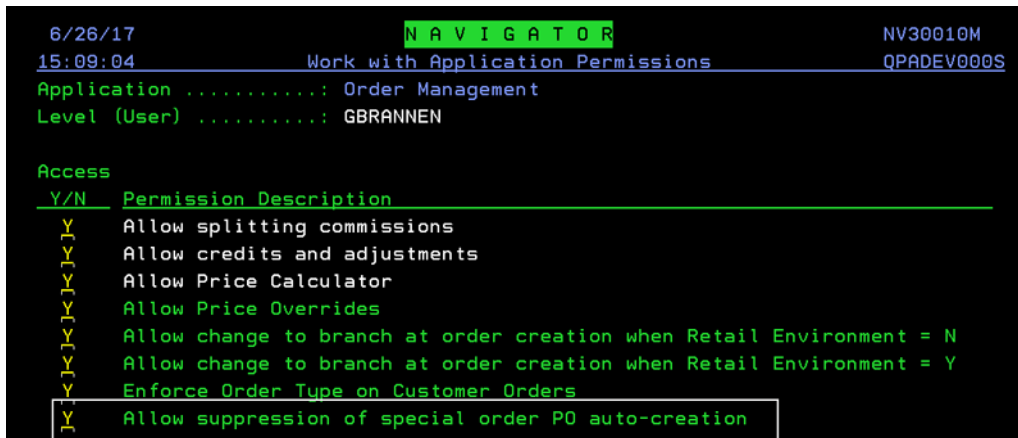 6/26/17 N A V I G A T O R NV30010M
15:09:04 Work with Application Permissions QPADEV000S
Application ...........: Order Management
Level (User) ..........: GBRANNEN
Access
Y/N Permission Description
Y Allow splitting commissions
Y Allow credits and adjustments
Y Allow Price Calculator
Y Allow Price Overrides
Y Allow change to branch at order creation when Retail Environment = N
Y Allow change to branch at order creation when Retail Environment = Y
Y Enforce Order Type on Customer Orders
Y Allow suppression of special order PO auto-creation